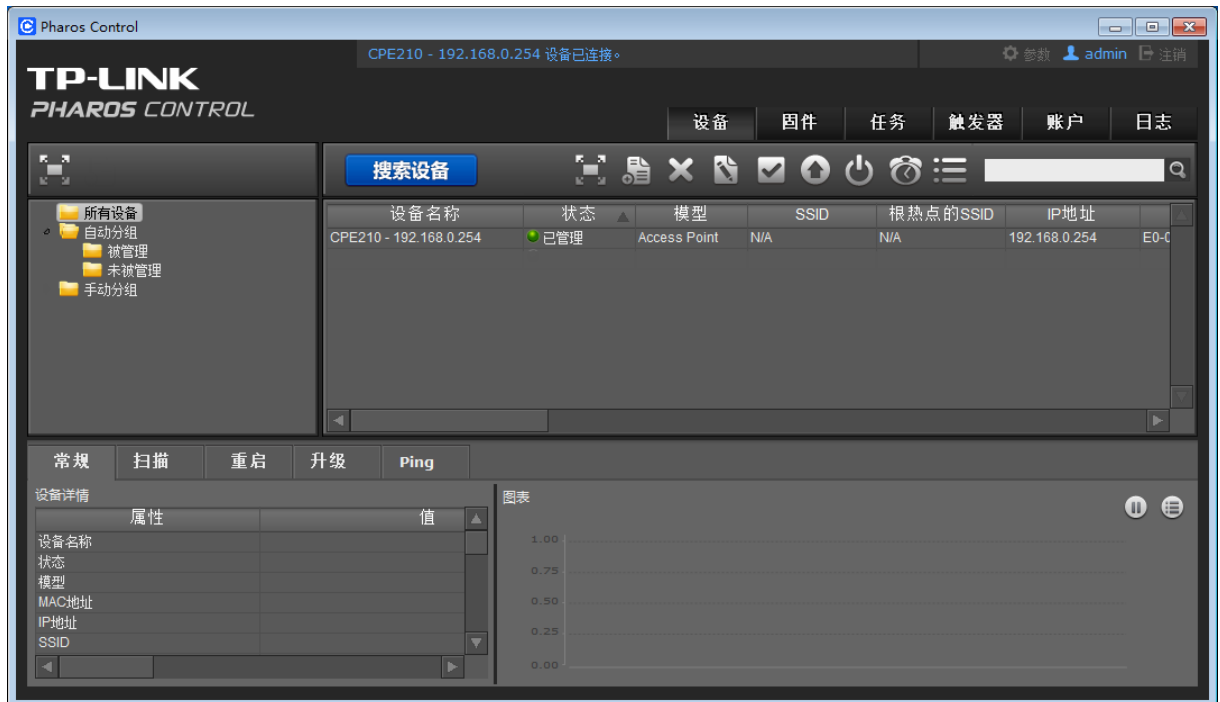 Pharos Control
CPE210 - 192.168.0.254 设备已连接。
参数 admin 注销
TP-LINK
PHAROS CONTROL
设备 固件 任务 触发器 账户 日志
搜索设备
所有设备
自动分组
被管理
未被管理
手动分组
设备名称 状态 模型 SSID 根热点的SSID IP地址
CPE210 - 192.168.0.254 已管理 Access Point N/A N/A 192.168.0.254 E0-0
常规 扫描 重启 升级 Ping
设备详情
属性 值
设备名称
状态
模型
MAC地址
IP地址
SSID
图表
1.00
0.75
0.50
0.25
0.00